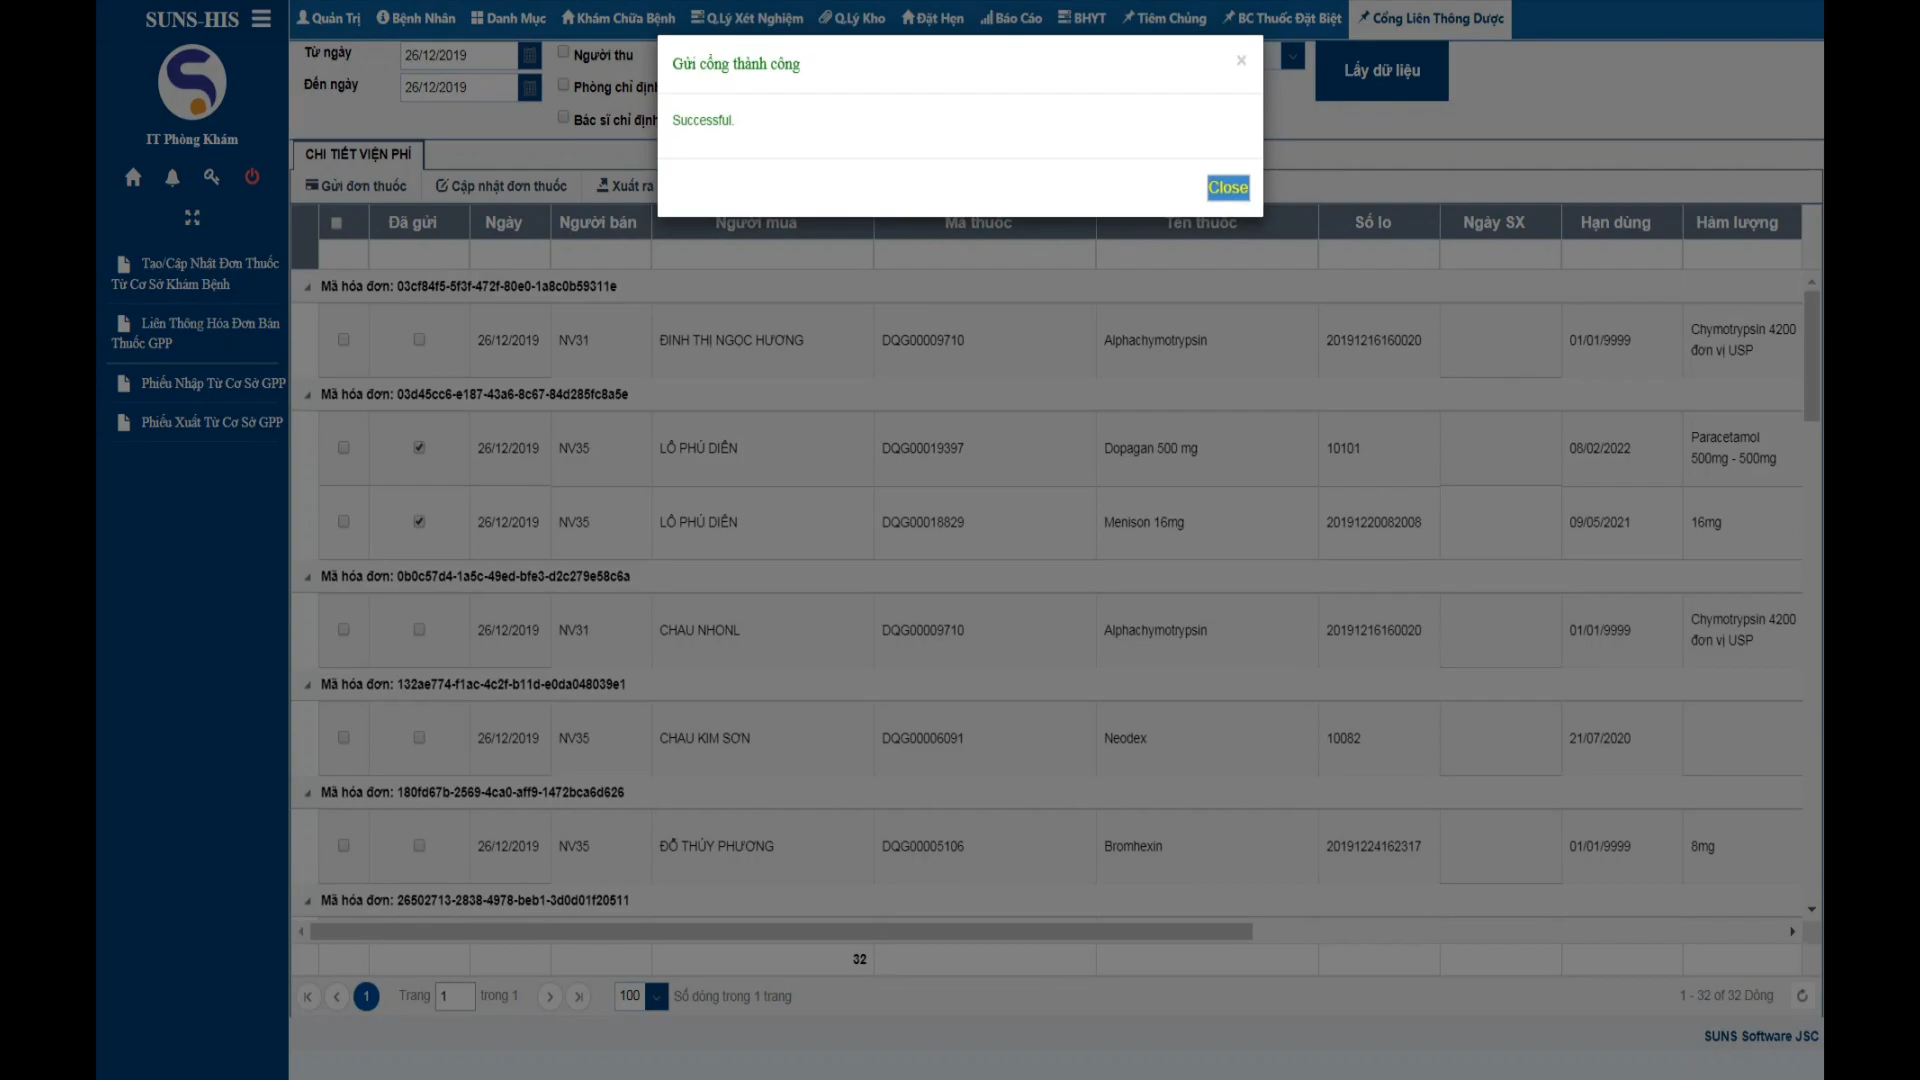 SUNS-HIS
Quản Trị Bệnh Nhân Danh Mục Khám Chữa Bệnh Q.Lý Xét Nghiệm Q.Lý Kho Đặt Hẹn Báo Cáo BHYT Tiêm Chủng BC Thuốc Đặt Biệt Cổng Liên Thông Dược
IT Phòng Khám
Tạo/Cập Nhật Đơn Thuốc
Từ Cơ Sở Khám Bệnh
Liên Thông Hóa Đơn Bán
Thuốc GPP
Phiếu Nhập Từ Cơ Sở GPP
Phiếu Xuất Từ Cơ Sở GPP
Từ ngày 26/12/2019 Người thu
Đến ngày 26/12/2019 Phòng chỉ định
Bác sĩ chỉ định
Lấy dữ liệu
Gửi cổng thành công ×
Successful.
Close
CHI TIẾT VIỆN PHÍ
Gửi đơn thuốc Cập nhật đơn thuốc Xuất ra
Đã gửi Ngày Người bán Người mua Mã thuốc Tên thuốc Số lo Ngày SX Hạn dùng Hàm lượng
Mã hóa đơn: 03cf84f5-5f3f-472f-80e0-1a8c0b59311e
26/12/2019 NV31 ĐINH THỊ NGỌC HƯƠNG DQG00009710 Alphachymotrypsin 20191216160020 01/01/9999 Chymotrypsin 4200
đơn vị USP
Mã hóa đơn: 03d45cc6-e187-43a6-8c67-84d285fc8a5e
26/12/2019 NV35 LÔ PHÚ DIÊN DQG00019397 Dopagan 500 mg 10101 08/02/2022 Paracetamol
500mg - 500mg
26/12/2019 NV35 LÔ PHÚ DIÊN DQG00018829 Menison 16mg 20191220082008 09/05/2021 16mg
Mã hóa đơn: 0b0c57d4-1a5c-49ed-bfe3-d2c279e58c6a
26/12/2019 NV31 CHAU NHONL DQG00009710 Alphachymotrypsin 20191216160020 01/01/9999 Chymotrypsin 4200
đơn vị USP
Mã hóa đơn: 132ae774-f1ac-4c2f-b11d-e0da048039e1
26/12/2019 NV35 CHAU KIM SƠN DQG00006091 Neodex 10082 21/07/2020
Mã hóa đơn: 180fd67b-2569-4ca0-aff9-1472bca6d626
26/12/2019 NV35 ĐỖ THÚY PHƯƠNG DQG00005106 Bromhexin 20191224162317 01/01/9999 8mg
Mã hóa đơn: 26502713-2838-4978-beb1-3d0d01f20511
32
1 Trang 1 trong 1 100 Số dòng trong 1 trang 1 - 32 of 32 Dòng
SUNS Software JSC